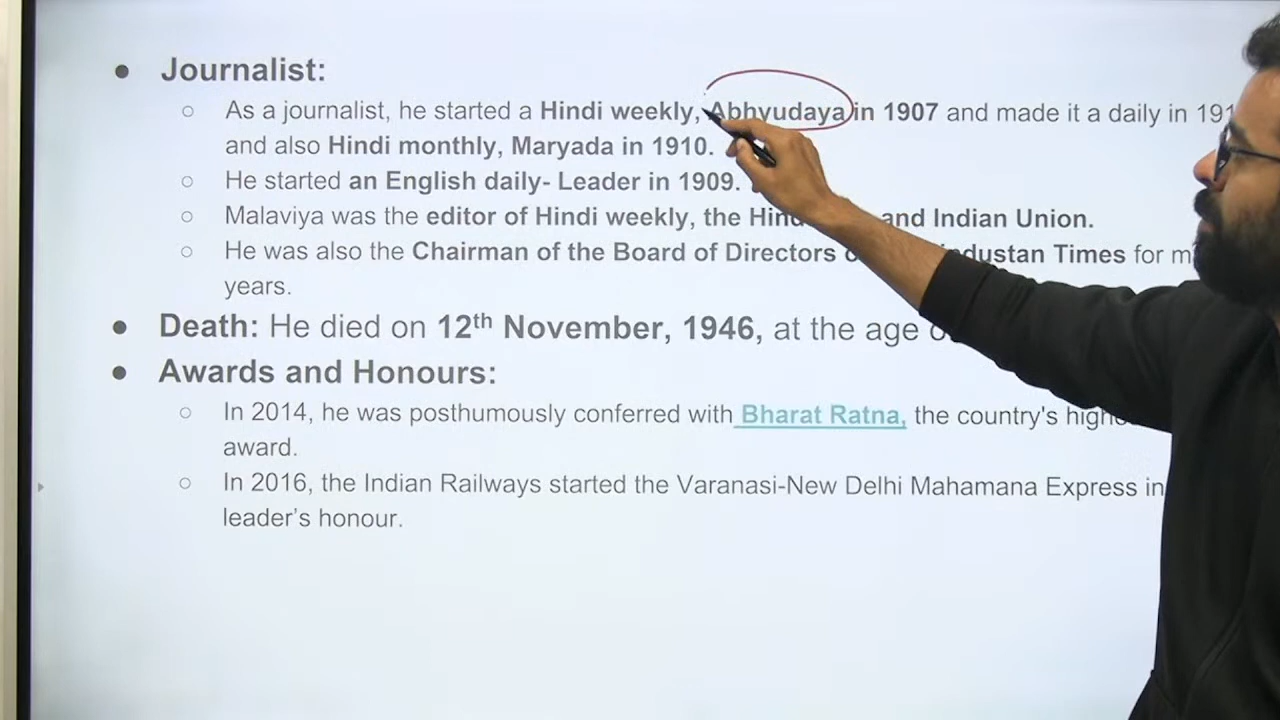 ● Journalist:
○ As a journalist, he started a Hindi weekly, Abhyudaya in 1907 and made it a daily in
and also Hindi monthly, Maryada in 1910.
○ He started an English daily- Leader in 1909.
○ Malaviya was the editor of Hindi weekly, the and Indian Union.
○ He was also the Chairman of the Board of Directors Times for
years.
● Death: He died on 12th November, 1946, at the age
● Awards and Honours:
○ In 2014, he was posthumously conferred with Bharat Ratna, the country's
award.
○ In 2016, the Indian Railways started the Varanasi-New Delhi Mahamana Express in
leader's honour.